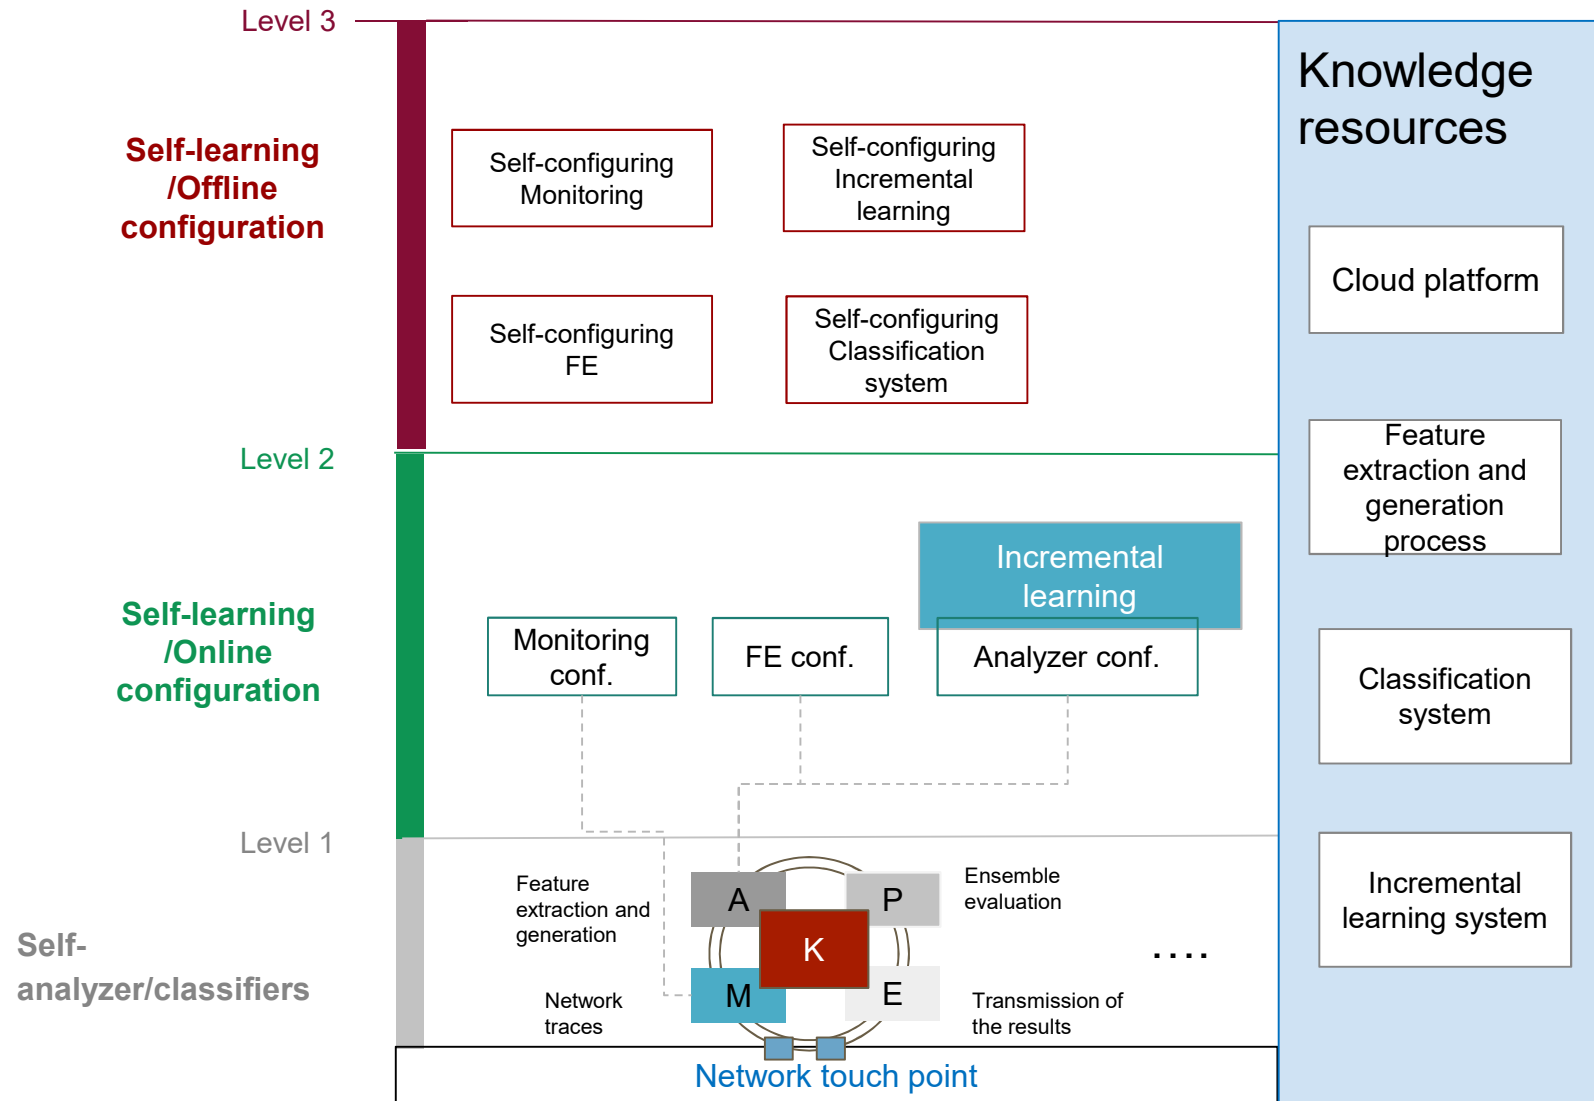 Level 3
Self-learning
/Offline
configuration
Self-configuring
Monitoring
Self-configuring
Incremental
learning
Self-configuring
FE
Self-configuring
Classification
system
Level 2
Self-learning
/Online
configuration
Incremental
learning
Monitoring
conf.
FE conf.
Analyzer conf.
Level 1
Self-
analyzer/classifiers
Feature
extraction and
generation
Ensemble
evaluation
A
P
K
M
E
....
Network
traces
Transmission of
the results
Network touch point
Knowledge
resources
Cloud platform
Feature
extraction and
generation
process
Classification
system
Incremental
learning system